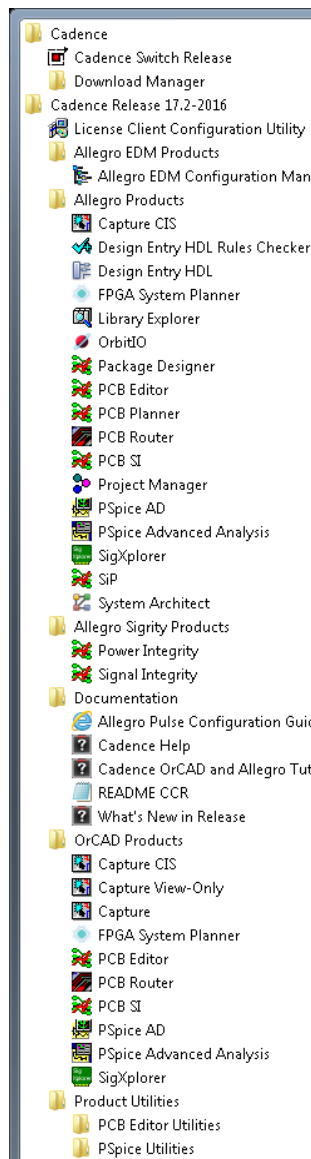 Cadence
Cadence Switch Release
Download Manager
Cadence Release 17.2-2016
License Client Configuration Utility
Allegro EDM Products
Allegro EDM Configuration Man
Allegro Products
Capture CIS
Design Entry HDL Rules Checker
Design Entry HDL
FPGA System Planner
Library Explorer
OrbitIO
Package Designer
PCB Editor
PCB Planner
PCB Router
PCB SI
Project Manager
PSpice AD
PSpice Advanced Analysis
SigXplorer
SiP
System Architect
Allegro Sigrity Products
Power Integrity
Signal Integrity
Documentation
Allegro Pulse Configuration Guid
Cadence Help
Cadence OrCAD and Allegro Tut
README CCR
What's New in Release
OrCAD Products
Capture CIS
Capture View-Only
Capture
FPGA System Planner
PCB Editor
PCB Router
PCB SI
PSpice AD
PSpice Advanced Analysis
SigXplorer
Product Utilities
PCB Editor Utilities
PSpice Utilities